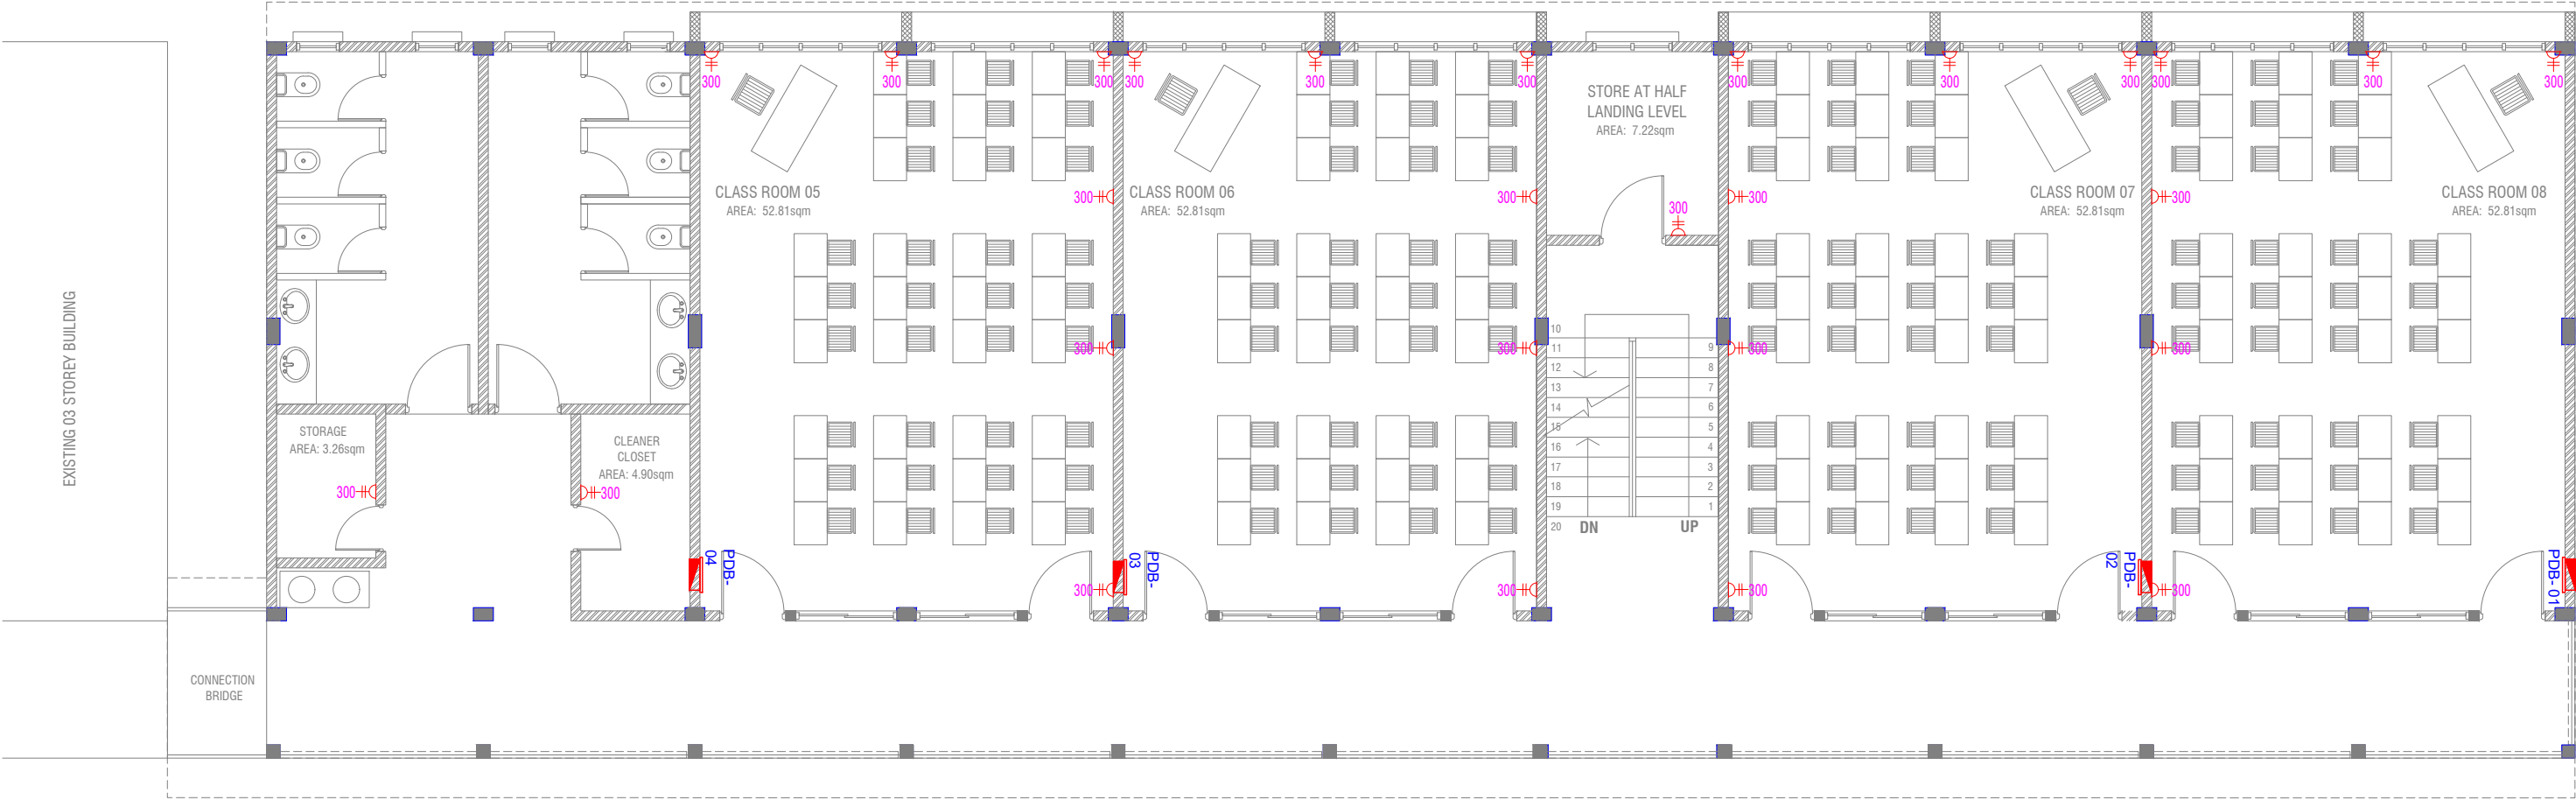 300
300
300
300
300
300
300
300
300
300
300
300
STORE AT HALF
LANDING LEVEL
AREA: 7.22sqm
CLASS ROOM 05
AREA: 52.81sqm
300
CLASS ROOM 06
AREA: 52.81sqm
300
300
300
CLASS ROOM 07
AREA: 52.81sqm
300
CLASS ROOM 08
AREA: 52.81sqm
EXISTING 03 STOREY BUILDING
300
300
300
300
10
11
12
13
14
15
16
17
18
19
20
9
8
7
6
5
4
3
2
1
DN
UP
STORAGE
AREA: 3.26sqm
CLEANER
CLOSET
AREA: 4.90sqm
300
300
PDB-
04
PDB-
03
PDB-
02
PDB- 01
300
300
300
300
CONNECTION
BRIDGE